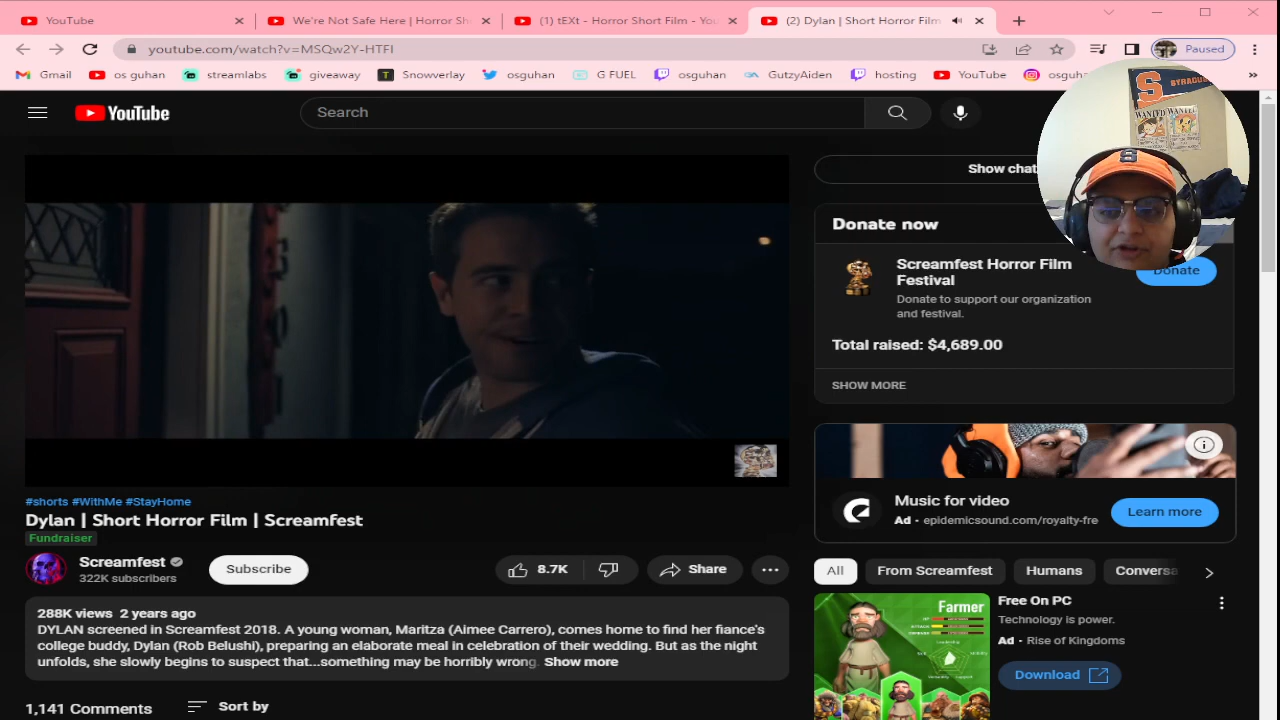 YouTube
We're Not Safe Here | Horror Sh
(1) tEXt - Horror Short Film - You
(2) Dylan | Short Horror Film
youtube.com/watch?v=MSQw2Y-HTFI
Paused
Gmail
os guhan
streamlabs
giveaway
Snowverlay
osguhan
G FUEL
osguhan
GutzyAiden
hosting
YouTube
osguha
YouTube
Search
S
SYRACUS
WANTED WANTED
S
Show chat
Donate now
Screamfest Horror Film
Festival
Donate to support our organization
and festival.
Donate
Total raised: $4,689.00
SHOW MORE
Music for video
Ad - epidemicsound.com/royalty-fre
Learn more
#shorts #WithMe #StayHome
Dylan | Short Horror Film | Screamfest
Fundraiser
Screamfest
322K subscribers
Subscribe
8.7K
Share
All
From Screamfest
Humans
Conversa
288K views 2 years ago
DYLAN screened in Screamfest 2018. A young woman, Maritza (Aimee Carrero), comes home to find her fiance's
college buddy, Dylan (Rob Belushi), preparing an elaborate meal in celebration of their wedding. But as the night
unfolds, she slowly begins to suspect that...something may be horribly wrong. Show more
1,141 Comments
Sort by
Farmer
Free On PC
Technology is power.
Ad - Rise of Kingdoms
Download